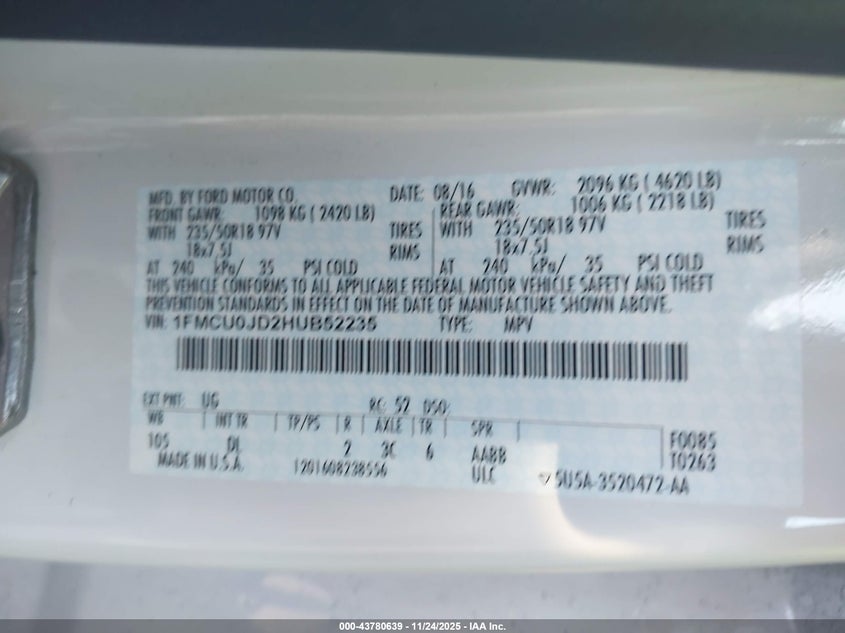 MFD. BY FORD MOTOR CO. DATE: 08/16 GVWR: 2096 KG ( 4620 LB)
FRONT GAWR: 1098 KG ( 2420 LB) REAR GAWR: 1006 KG ( 2218 LB)
WITH 235/50R18 97V TIRES WITH 235/50R18 97V TIRES
18x7.5J RIMS 18x7.5J RIMS
AT 240 kPa/ 35 PSI COLD AT 240 kPa/ 35 PSI COLD
THIS VEHICLE CONFORMS TO ALL APPLICABLE FEDERAL MOTOR VEHICLE SAFETY AND THEFT
PREVENTION STANDARDS IN EFFECT ON THE DATE OF MANUFACTURE SHOWN ABOVE.
VIN: 1FMCU0JD2HUB52235 TYPE: MPV
EXT PNT: UG RC: 52 DSO:
WB INT TR TP/PS R AXLE TR SPR F0085
105 DL 2 3C 6 AABB T0263
MADE IN U.S.A. 1201608238556 ULC 5U5A-3520472-AA
000-43780639 - 11/24/2025 - IAA Inc.